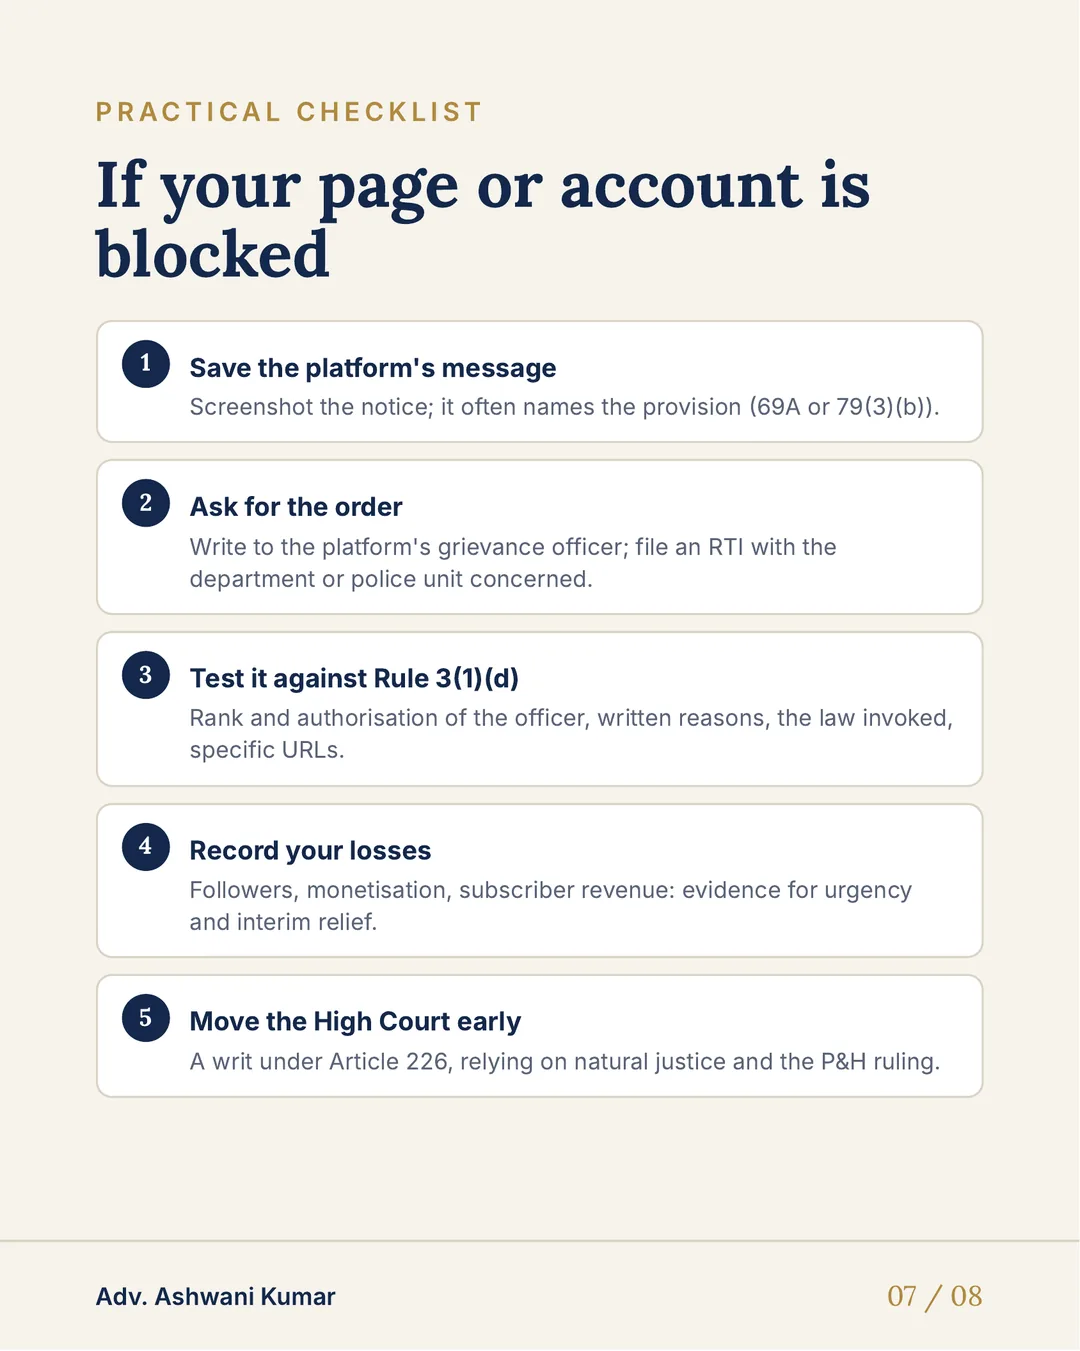 PRACTICAL CHECKLIST
If your page or account is
blocked
1
Save the platform's message
Screenshot the notice; it often names the provision (69A or 79(3)(b)).
2
Ask for the order
Write to the platform's grievance officer; file an RTI with the
department or police unit concerned.
3
Test it against Rule 3(1)(d)
Rank and authorisation of the officer, written reasons, the law invoked,
specific URLs.
4
Record your losses
Followers, monetisation, subscriber revenue: evidence for urgency
and interim relief.
5
Move the High Court early
A writ under Article 226, relying on natural justice and the P&H ruling.
Adv. Ashwani Kumar
07 / 08